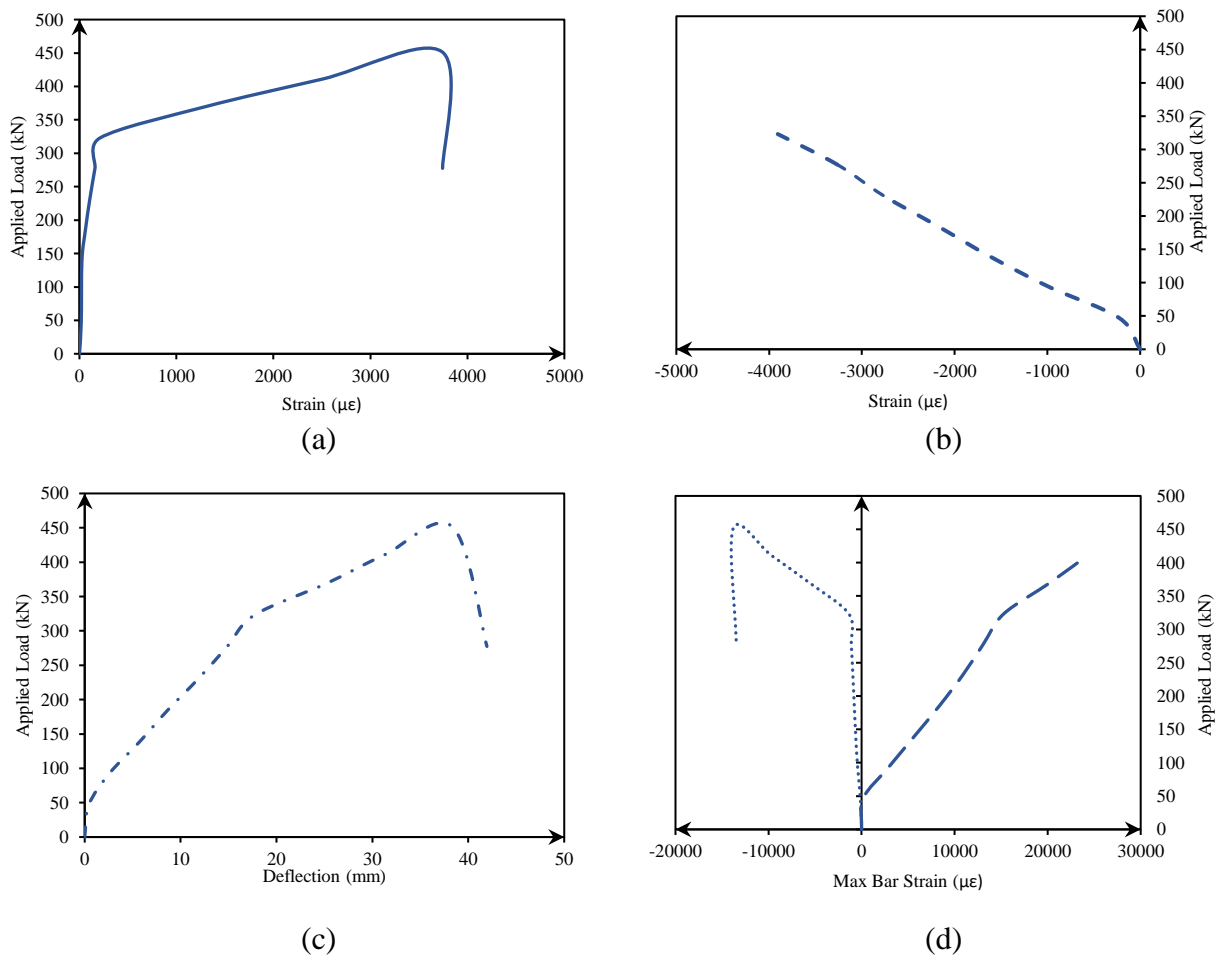 500
450
400
350
300
250
200
150
100
50
0
Applied Load (kN)
0 1000 2000 3000 4000 5000
Strain (με)
(a)
500
450
400
350
300
250
200
150
100
50
0
Applied Load (kN)
-5000 -4000 -3000 -2000 -1000 0
Strain (με)
(b)
500
450
400
350
300
250
200
150
100
50
0
Applied Load (kN)
0 10 20 30 40 50
Deflection (mm)
(c)
500
450
400
350
300
250
200
150
100
50
0
Applied Load (kN)
-20000 -10000 0 10000 20000 30000
Max Bar Strain (με)
(d)